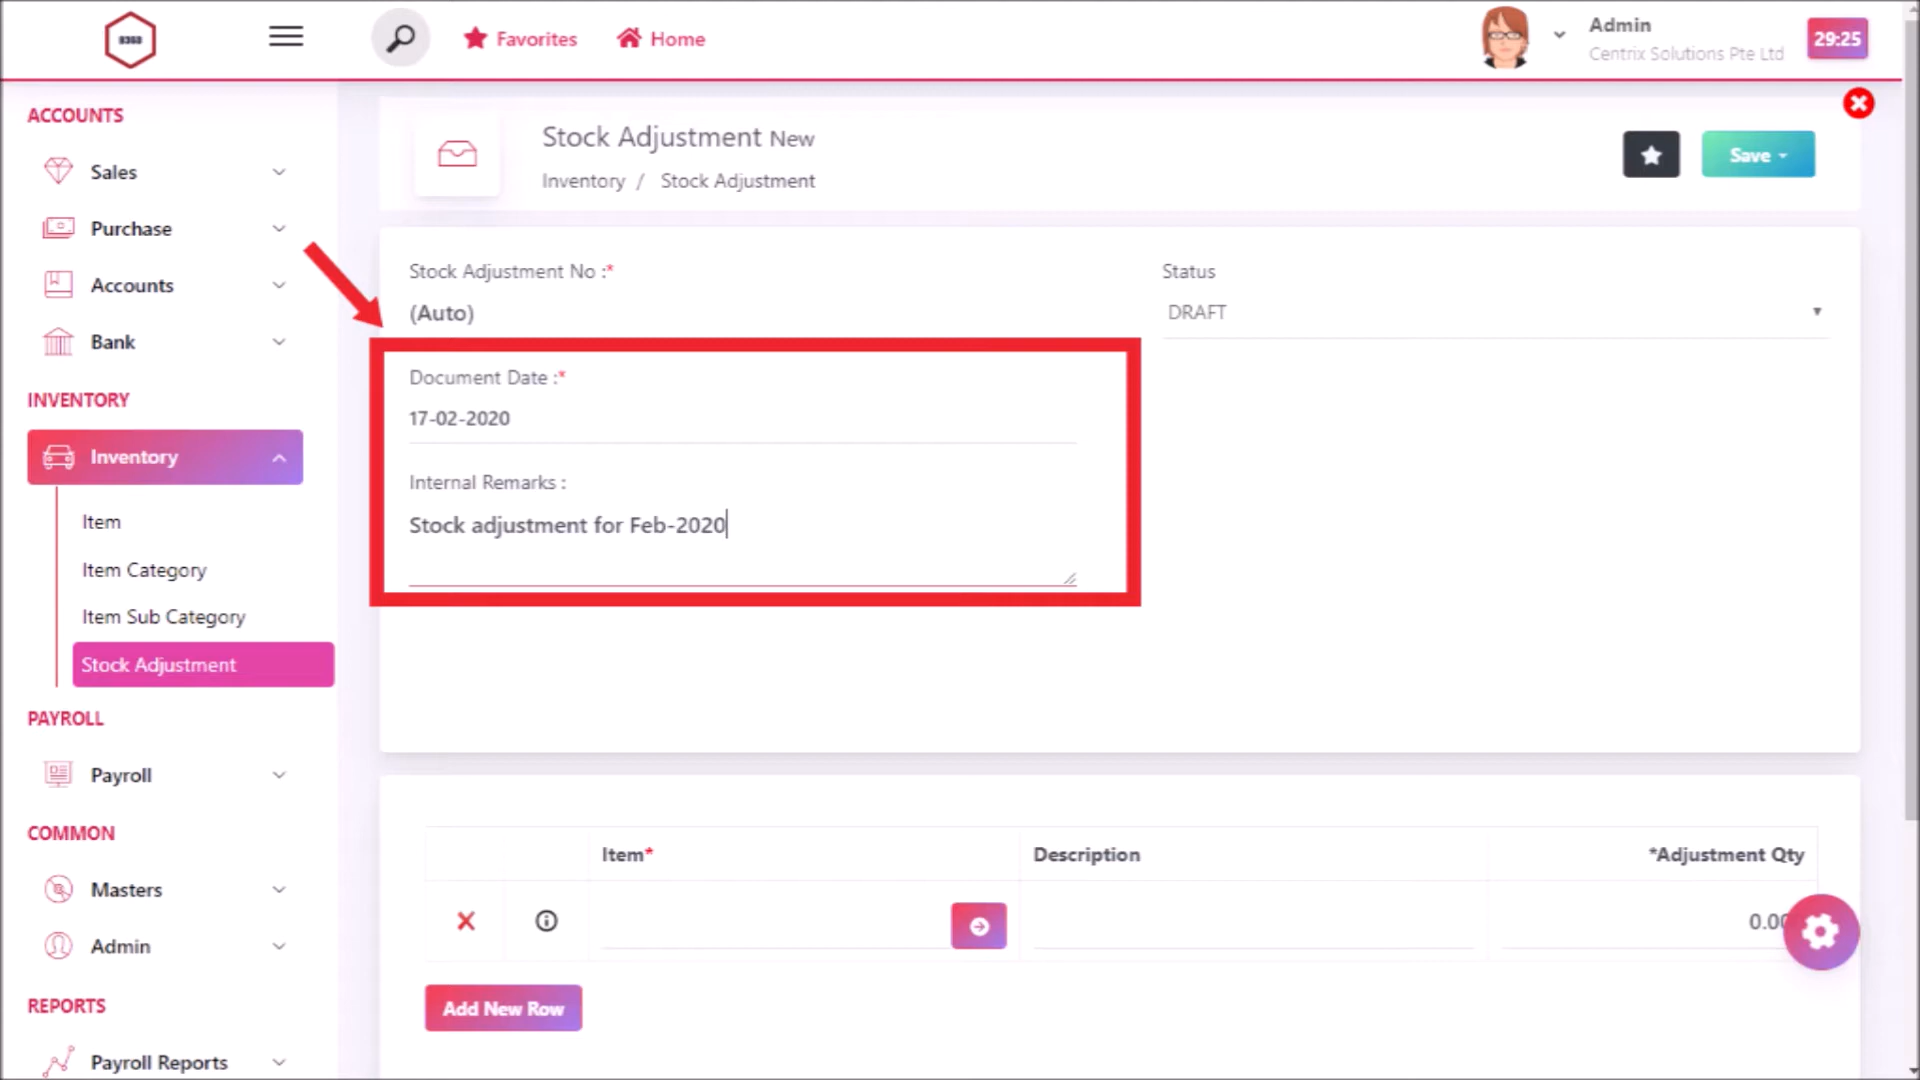 8360
Favorites
Home
Admin
Centrix Solutions Pte Ltd
29:25
ACCOUNTS
Sales
Purchase
Accounts
Bank
INVENTORY
Inventory
Item
Item Category
Item Sub Category
Stock Adjustment
PAYROLL
Payroll
COMMON
Masters
Admin
REPORTS
Payroll Reports
Stock Adjustment New
Inventory / Stock Adjustment
Save
Stock Adjustment No :*
(Auto)
Status
DRAFT
Document Date :*
17-02-2020
Internal Remarks :
Stock adjustment for Feb-2020
Item*
Description
*Adjustment Qty
0.00
Add New Row